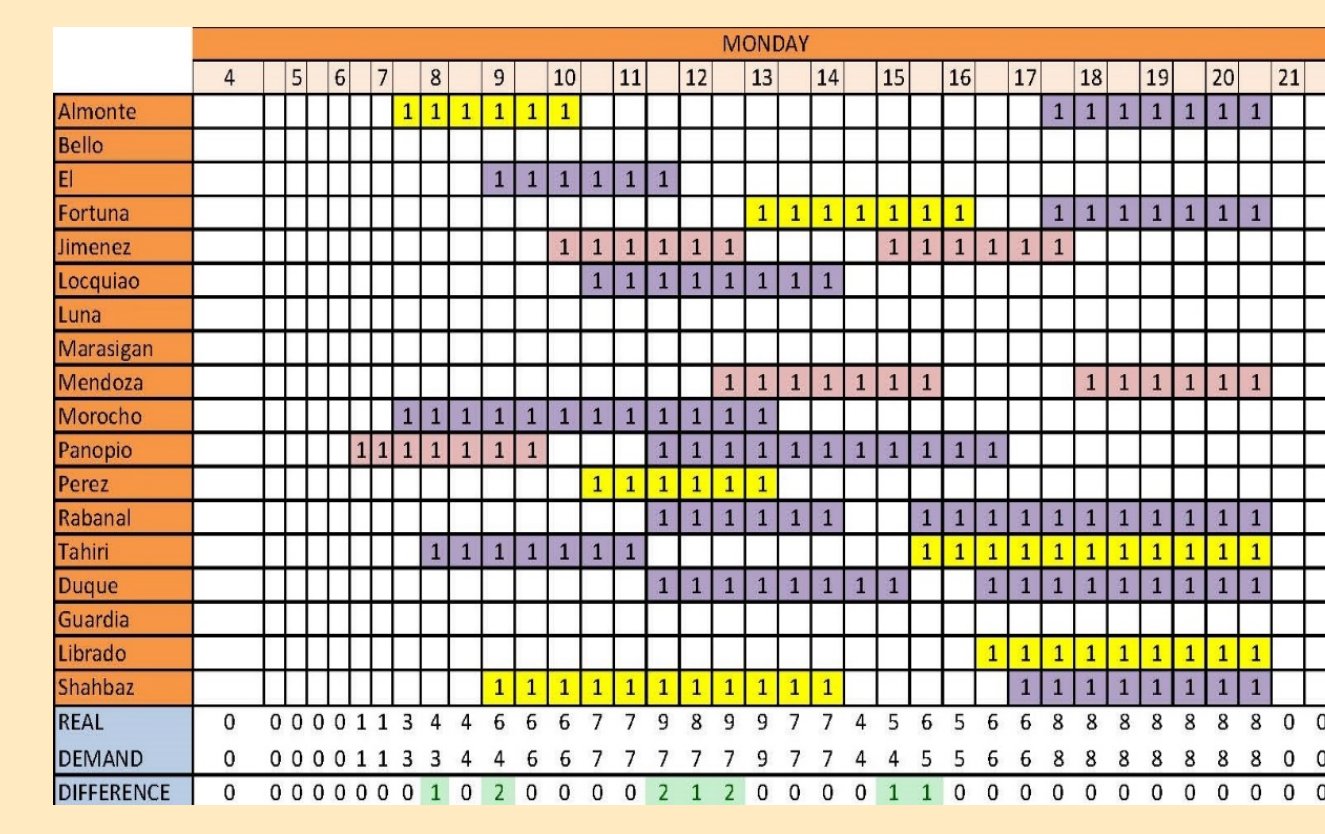 MONDAY
4 5 6 7 8 9 10 11 12 13 14 15 16 17 18 19 20 21
Almonte 1 1 1 1 1 1 1 1 1 1 1 1 1
Bello
El 1 1 1 1 1 1
Fortuna 1 1 1 1 1 1 1 1 1 1 1 1 1 1
Jimenez 1 1 1 1 1 1 1 1 1 1 1 1
Locquiao 1 1 1 1 1 1 1 1
Luna
Marasigan
Mendoza 1 1 1 1 1 1 1 1 1 1 1 1 1
Morocho 1 1 1 1 1 1 1 1 1 1 1 1
Panopio 1 1 1 1 1 1 1 1 1 1 1 1 1 1 1 1 1 1
Perez 1 1 1 1 1 1
Rabanal 1 1 1 1 1 1 1 1 1 1 1 1 1 1 1 1 1
Tahiri 1 1 1 1 1 1 1 1 1 1 1 1 1 1 1 1 1 1
Duque 1 1 1 1 1 1 1 1 1 1 1 1 1 1 1 1 1
Guardia
Librado 1 1 1 1 1 1 1 1 1
Shahbaz 1 1 1 1 1 1 1 1 1 1 1 1 1 1 1 1 1 1 1
REAL 0 0 0 0 0 1 1 3 4 4 6 6 6 7 7 9 8 9 9 7 7 4 5 6 5 6 6 8 8 8 8 8 8 8 0 0
DEMAND 0 0 0 0 0 1 1 3 3 4 4 6 6 7 7 7 7 7 9 7 7 4 4 5 5 6 6 8 8 8 8 8 8 8 0 0
DIFFERENCE 0 0 0 0 0 0 0 0 1 0 2 0 0 0 0 2 1 2 0 0 0 0 1 1 0 0 0 0 0 0 0 0 0 0 0 0